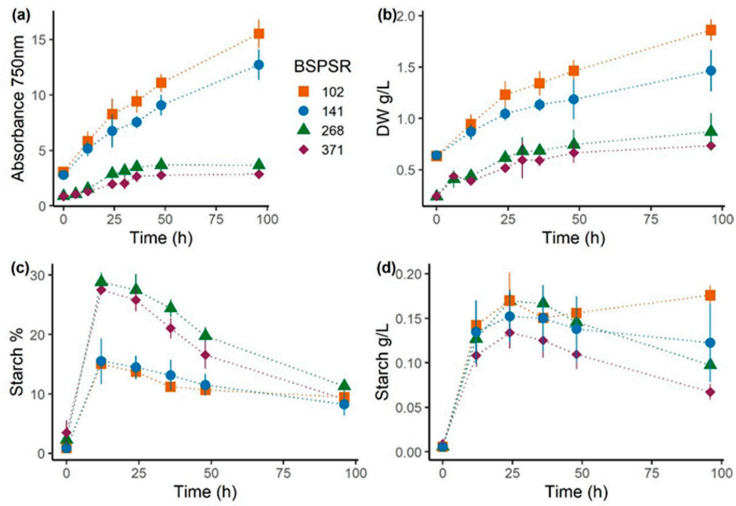 (a)
Absorbance 750nm
15
10
5
0
0 25 50 75 100
Time (h)
BSPSR
102
141
268
371
(b)
DW g/L
2.0
1.5
1.0
0.5
0 25 50 75 100
Time (h)
(c)
Starch %
30
20
10
0
0 25 50 75 100
Time (h)
(d)
Starch g/L
0.20
0.15
0.10
0.05
0.00
0 25 50 75 100
Time (h)